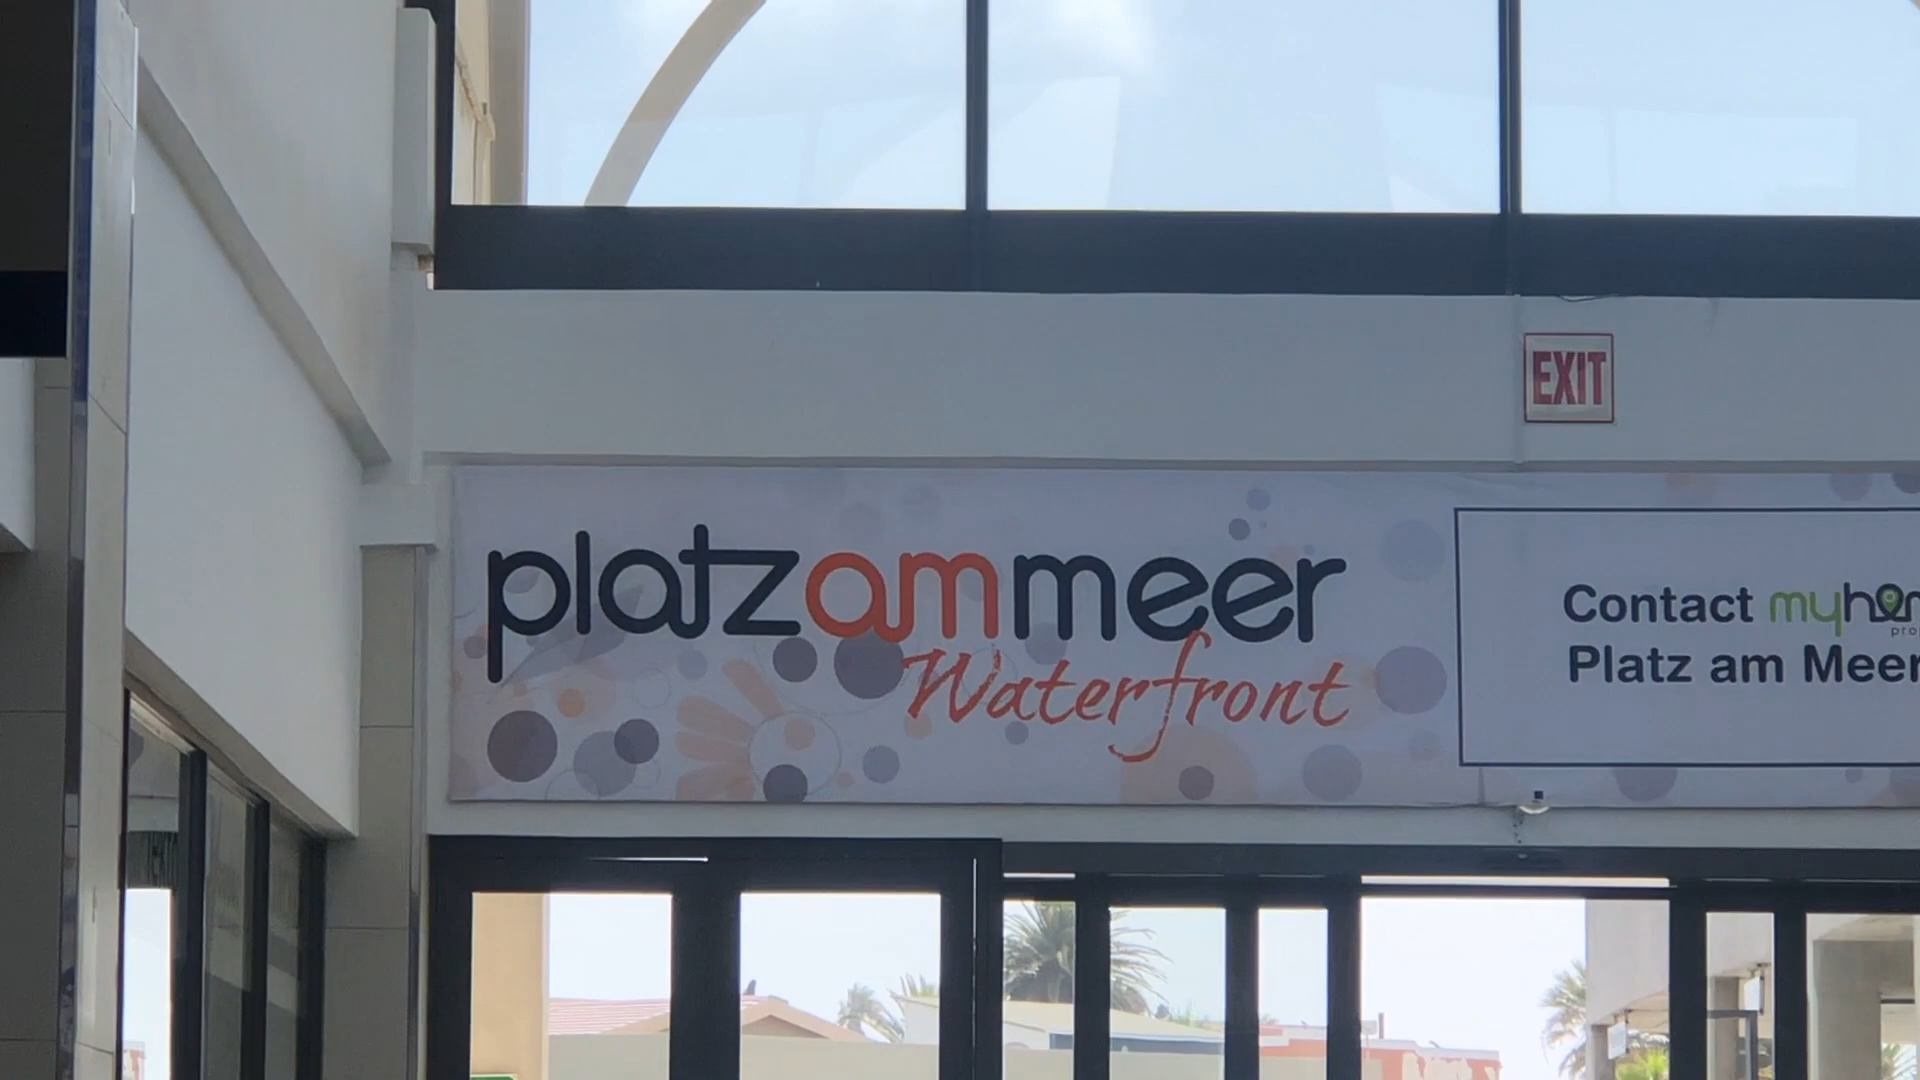 EXIT
platzammeer
Waterfront
Contact
Platz am Meer